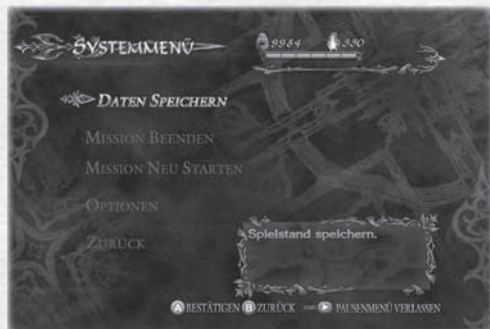 SYSTEMMENÜ
9984 330
DATEN SPEICHERN
MISSION BEENDEN
MISSION NEU STARTEN
OPTIONEN
ZURÜCK
Spielstand speichern.
A BESTÄTIGEN B ZURÜCK PAUSENMENÜ VERLASSEN